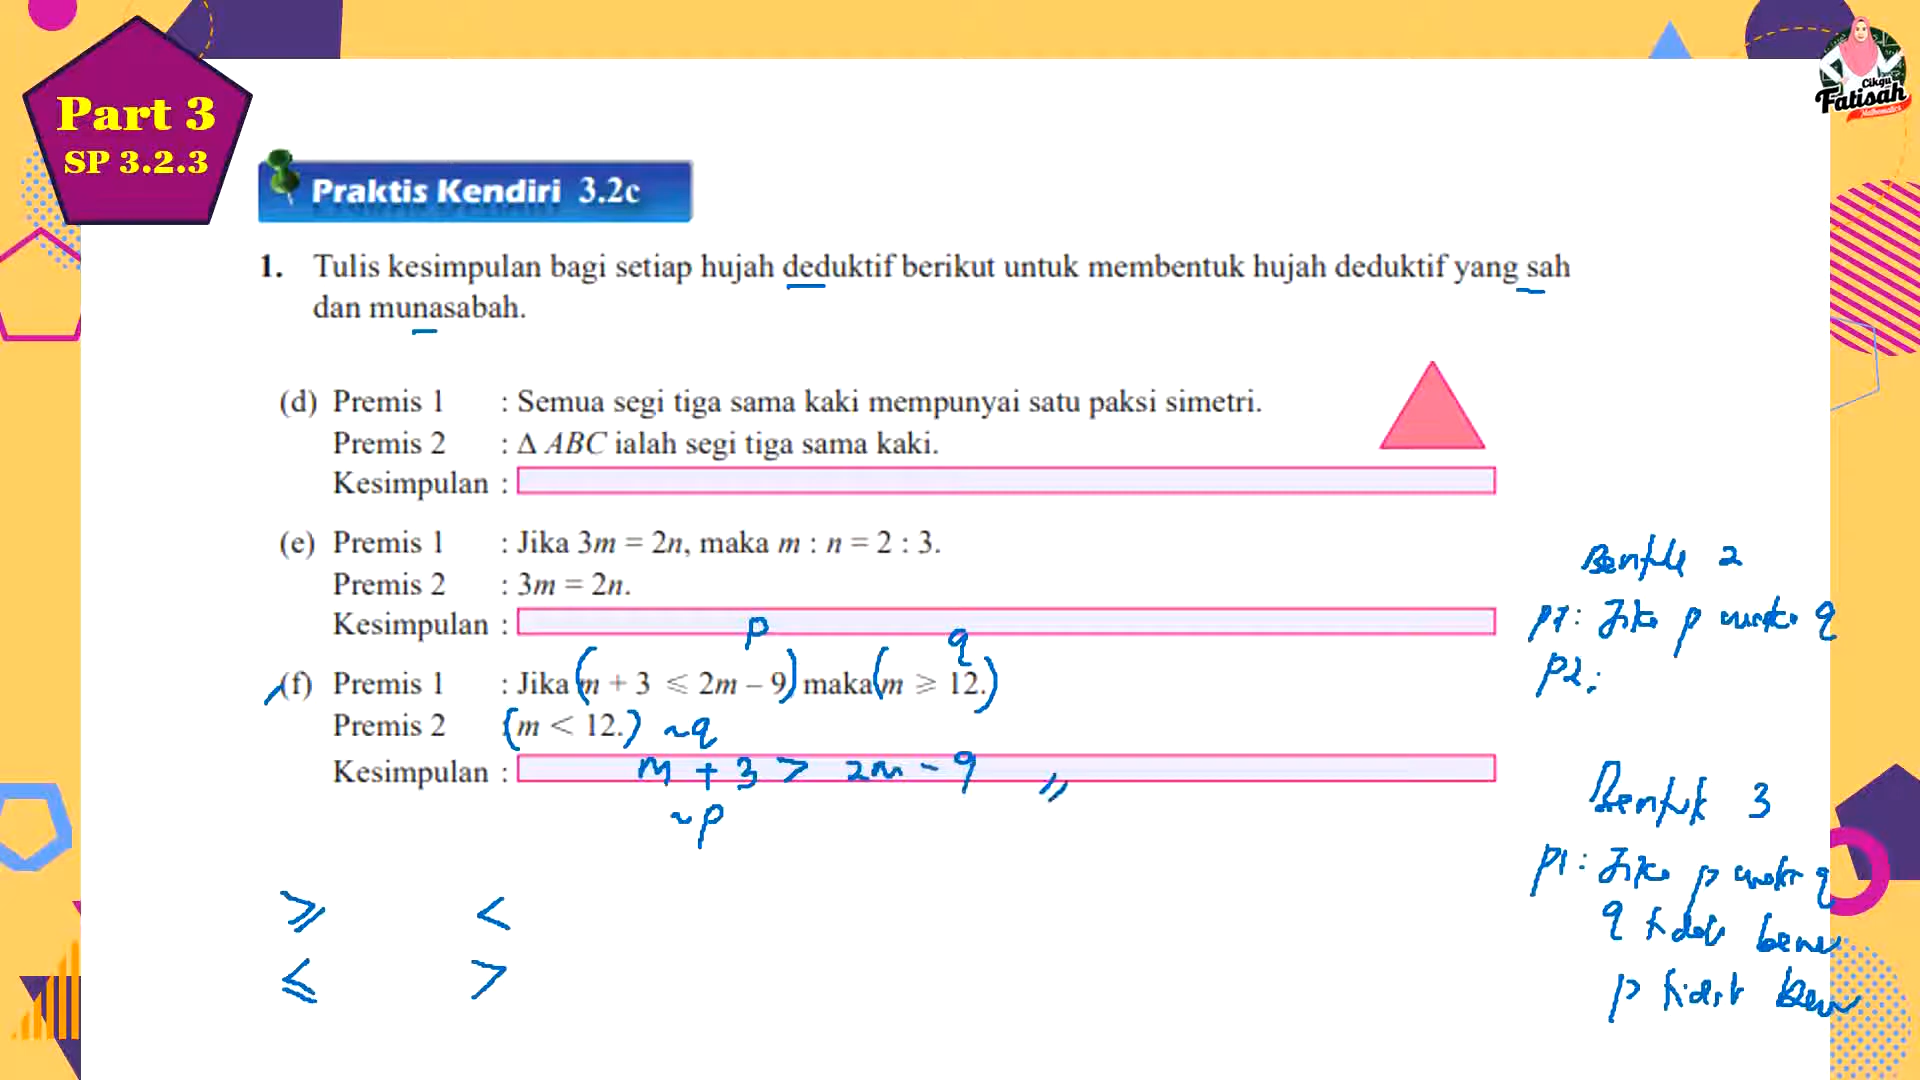 Part 3
SP 3.2.3
Cikgu
Fatisah
Mathematics
Praktis Kendiri 3.2c
1. Tulis kesimpulan bagi setiap hujah deduktif berikut untuk membentuk hujah deduktif yang sah
dan munasabah.
(d) Premis 1 : Semua segi tiga sama kaki mempunyai satu paksi simetri.
Premis 2 : Δ ABC ialah segi tiga sama kaki.
Kesimpulan :
(e) Premis 1 : Jika 3m = 2n, maka m : n = 2 : 3.
Premis 2 : 3m = 2n.
Kesimpulan :
p q
(f) Premis 1 : Jika (m + 3 ⩽ 2m – 9) maka (m ⩾ 12.)
Premis 2 (m < 12.) ~q
Kesimpulan : m + 3 > 2m - 9 //
~p
⩾ <
⩽ >
Bentuk 2
P1: Jika p maka q
P2:
Bentuk 3
P1: Jika p maka q
q tidak benar
p tidak benar